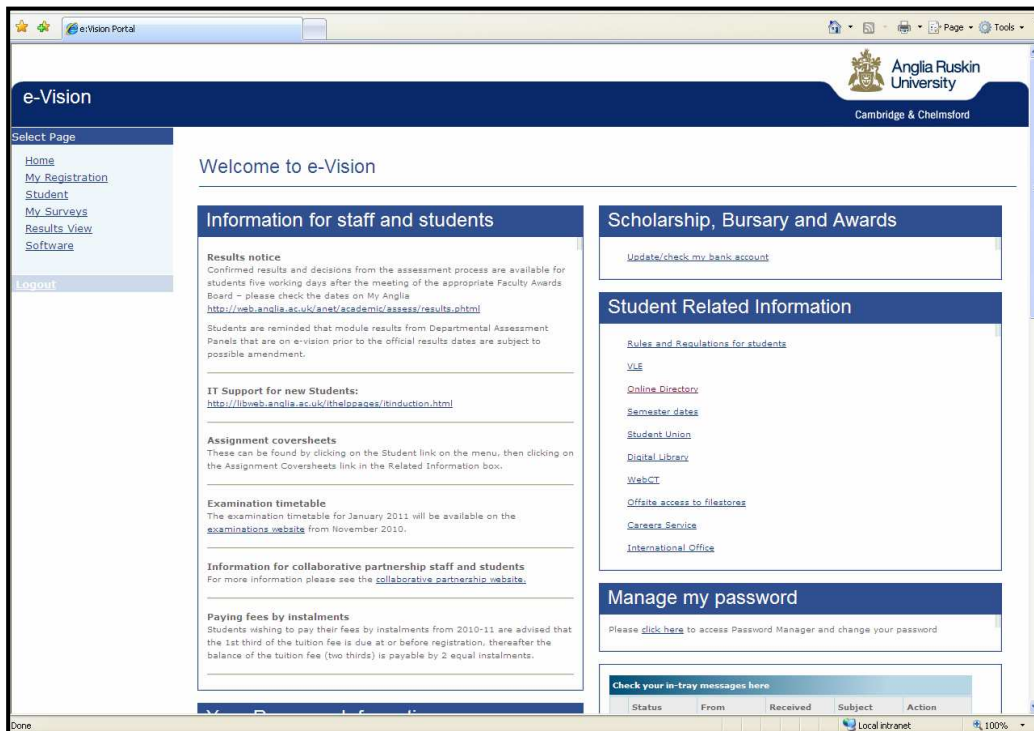 e:Vision Portal
Page
Tools
Anglia Ruskin
University
Cambridge & Chelmsford
e-Vision
Select Page
Home
My Registration
Student
My Surveys
Results View
Software
Logout
Welcome to e-Vision
Information for staff and students
Results notice
Confirmed results and decisions from the assessment process are available for
students five working days after the meeting of the appropriate Faculty Awards
Board – please check the dates on My Anglia
http://web.anglia.ac.uk/anet/academic/assess/results.phtml
Students are reminded that module results from Departmental Assessment
Panels that are on e-vision prior to the official results dates are subject to
possible amendment.
IT Support for new Students:
http://libweb.anglia.ac.uk/ithelppages/itinduction.html
Assignment coversheets
These can be found by clicking on the Student link on the menu, then clicking on
the Assignment Coversheets link in the Related Information box.
Examination timetable
The examination timetable for January 2011 will be available on the
examinations website from November 2010.
Information for collaborative partnership staff and students
For more information please see the collaborative partnership website.
Paying fees by instalments
Students wishing to pay their fees by instalments from 2010-11 are advised that
the 1st third of the tuition fee is due at or before registration, thereafter the
balance of the tuition fee (two thirds) is payable by 2 equal instalments.
Scholarship, Bursary and Awards
Update/check my bank account
Student Related Information
Rules and Regulations for students
VLE
Online Directory
Semester dates
Student Union
Digital Library
WebCT
Offsite access to filestores
Careers Service
International Office
Manage my password
Please click here to access Password Manager and change your password
Check your in-tray messages here
Status From Received Subject Action
Done
Local intranet
100%